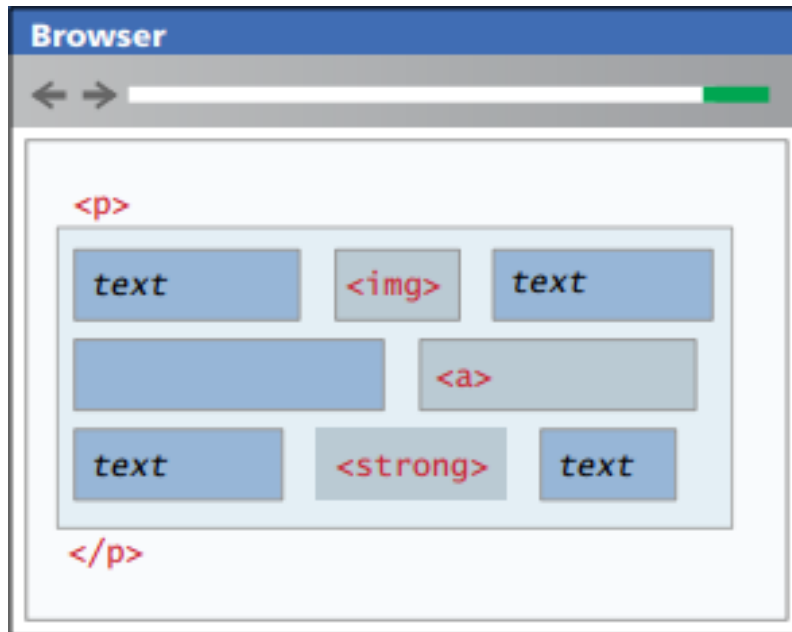 Browser
<p>
text <img> text
<a>
text <strong> text
</p>